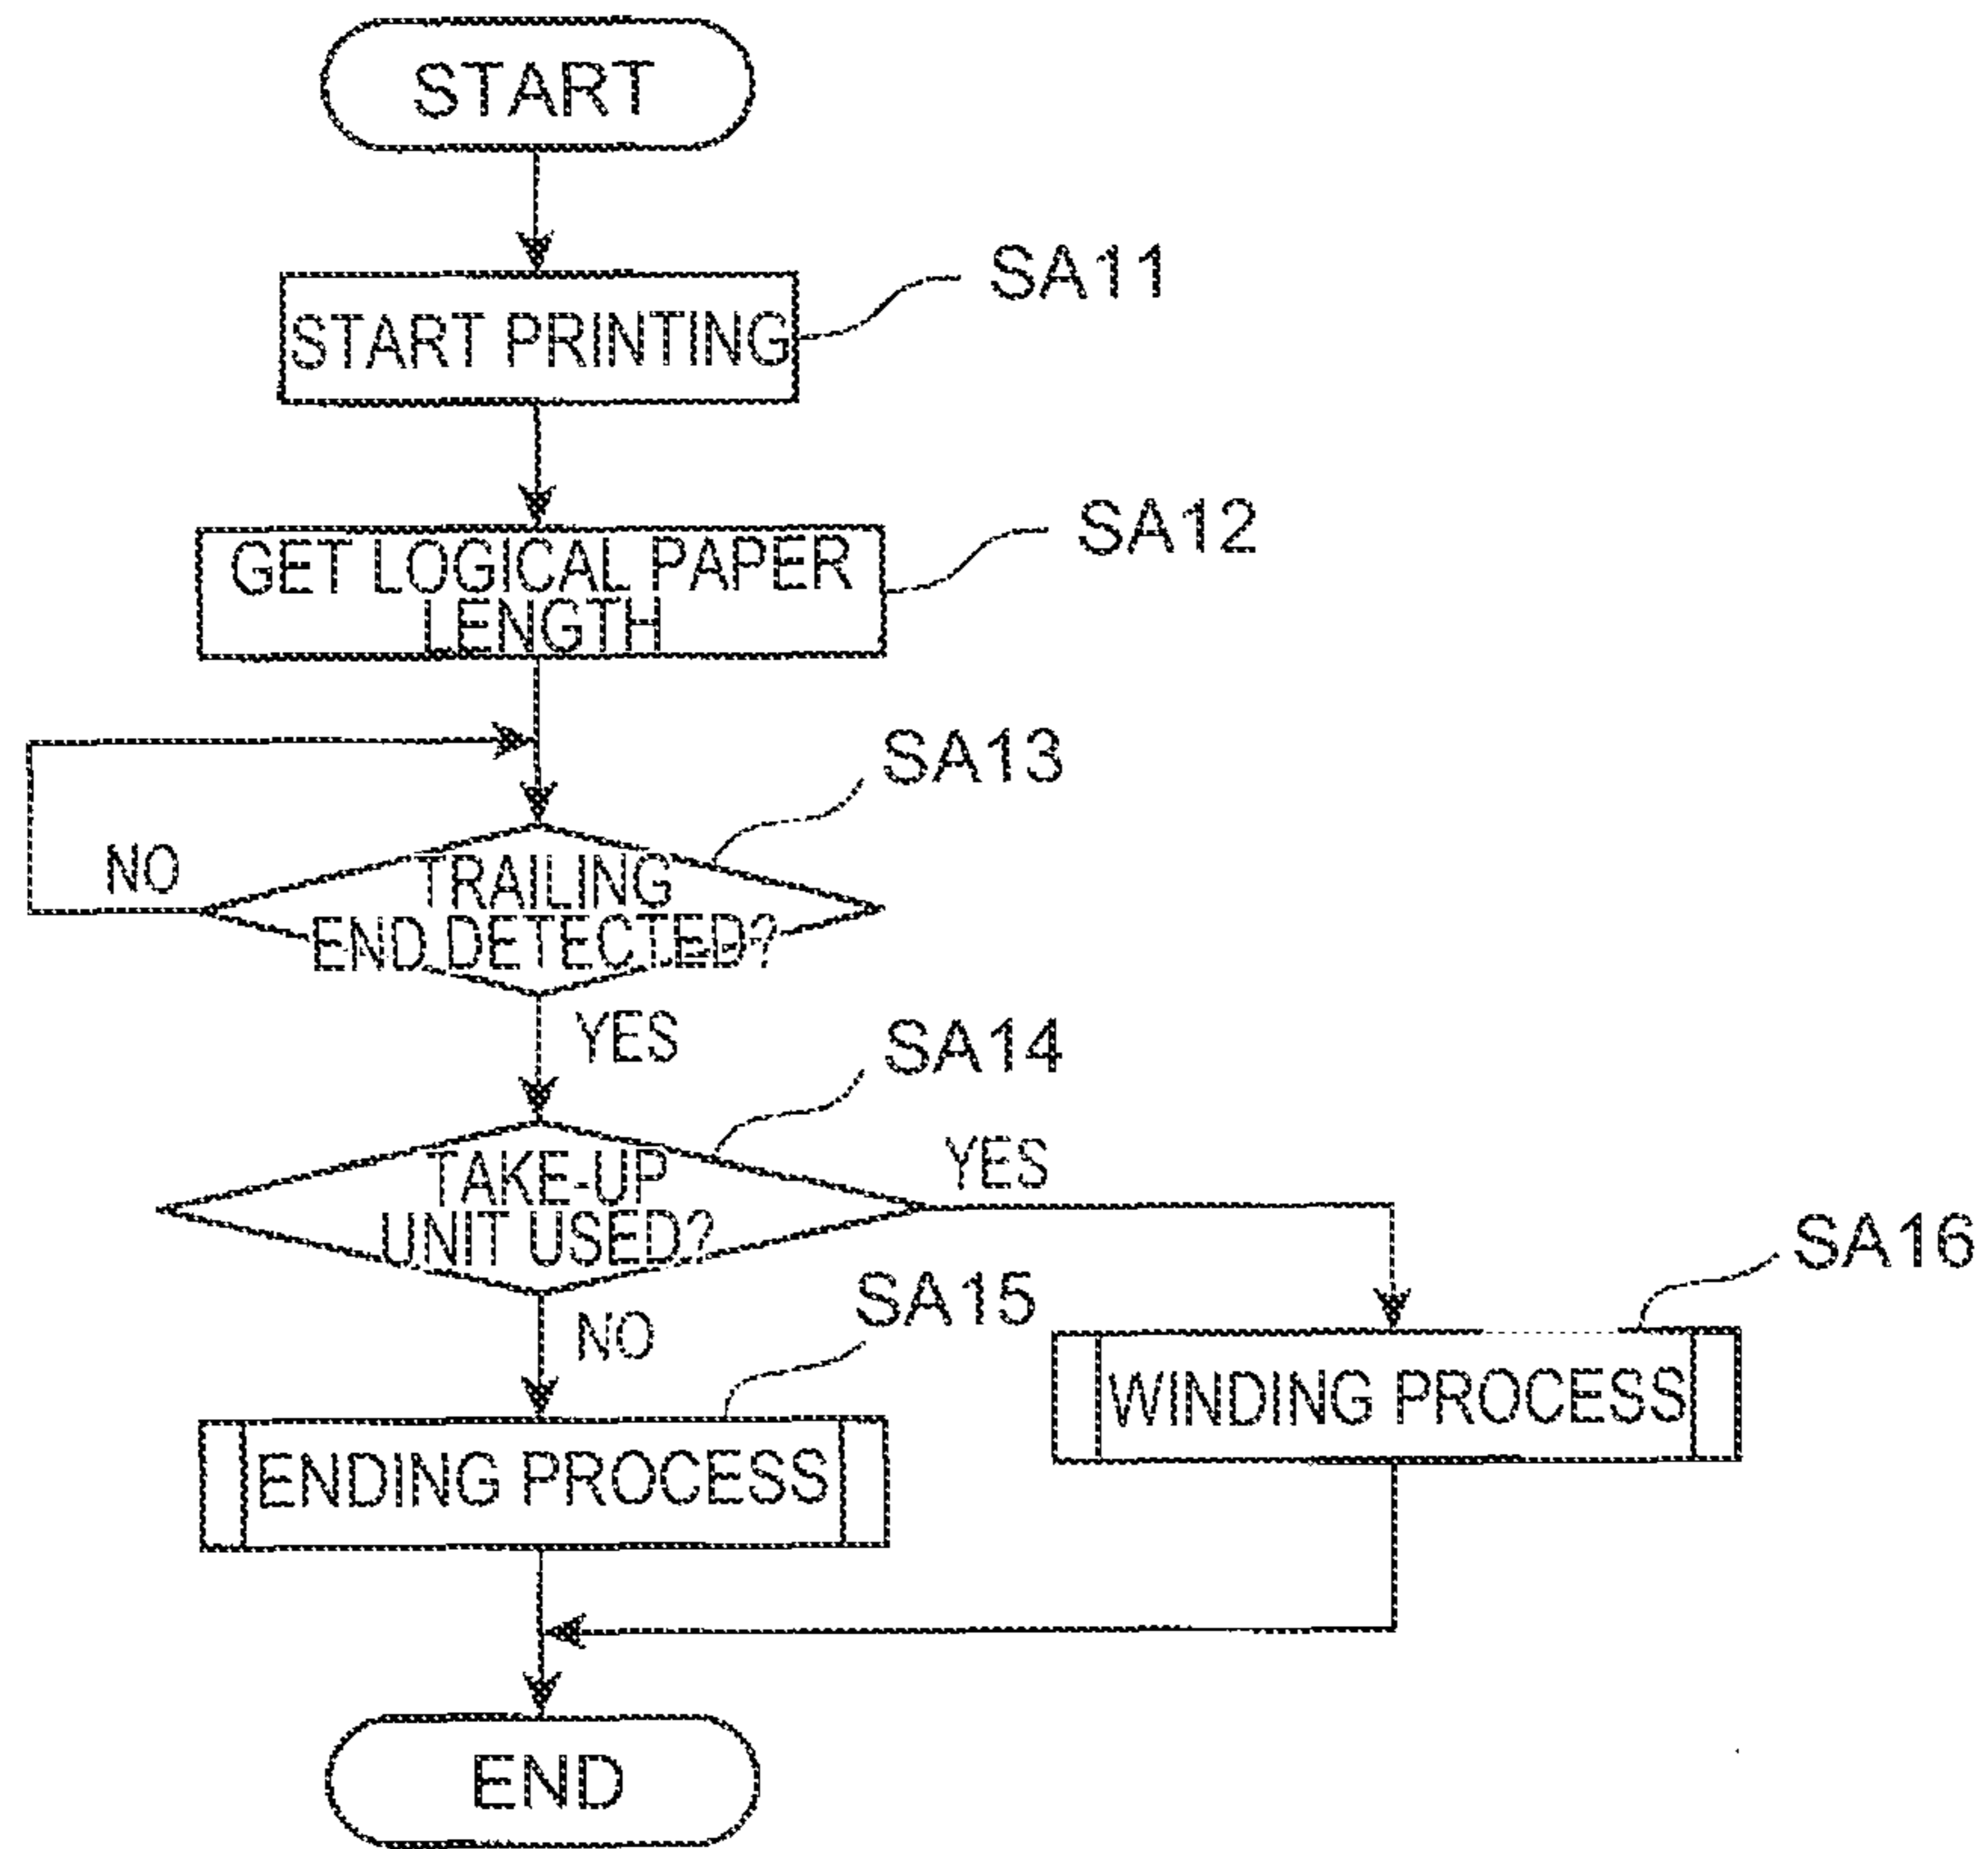 START
SA11
START PRINTING
SA12
GET LOGICAL PAPER
LENGTH
SA13
NO
TRAILING
END DETECTED?
YES
SA14
YES
TAKE-UP
UNIT USED?
SA16
SA15
NO
WINDING PROCESS
ENDING PROCESS
END